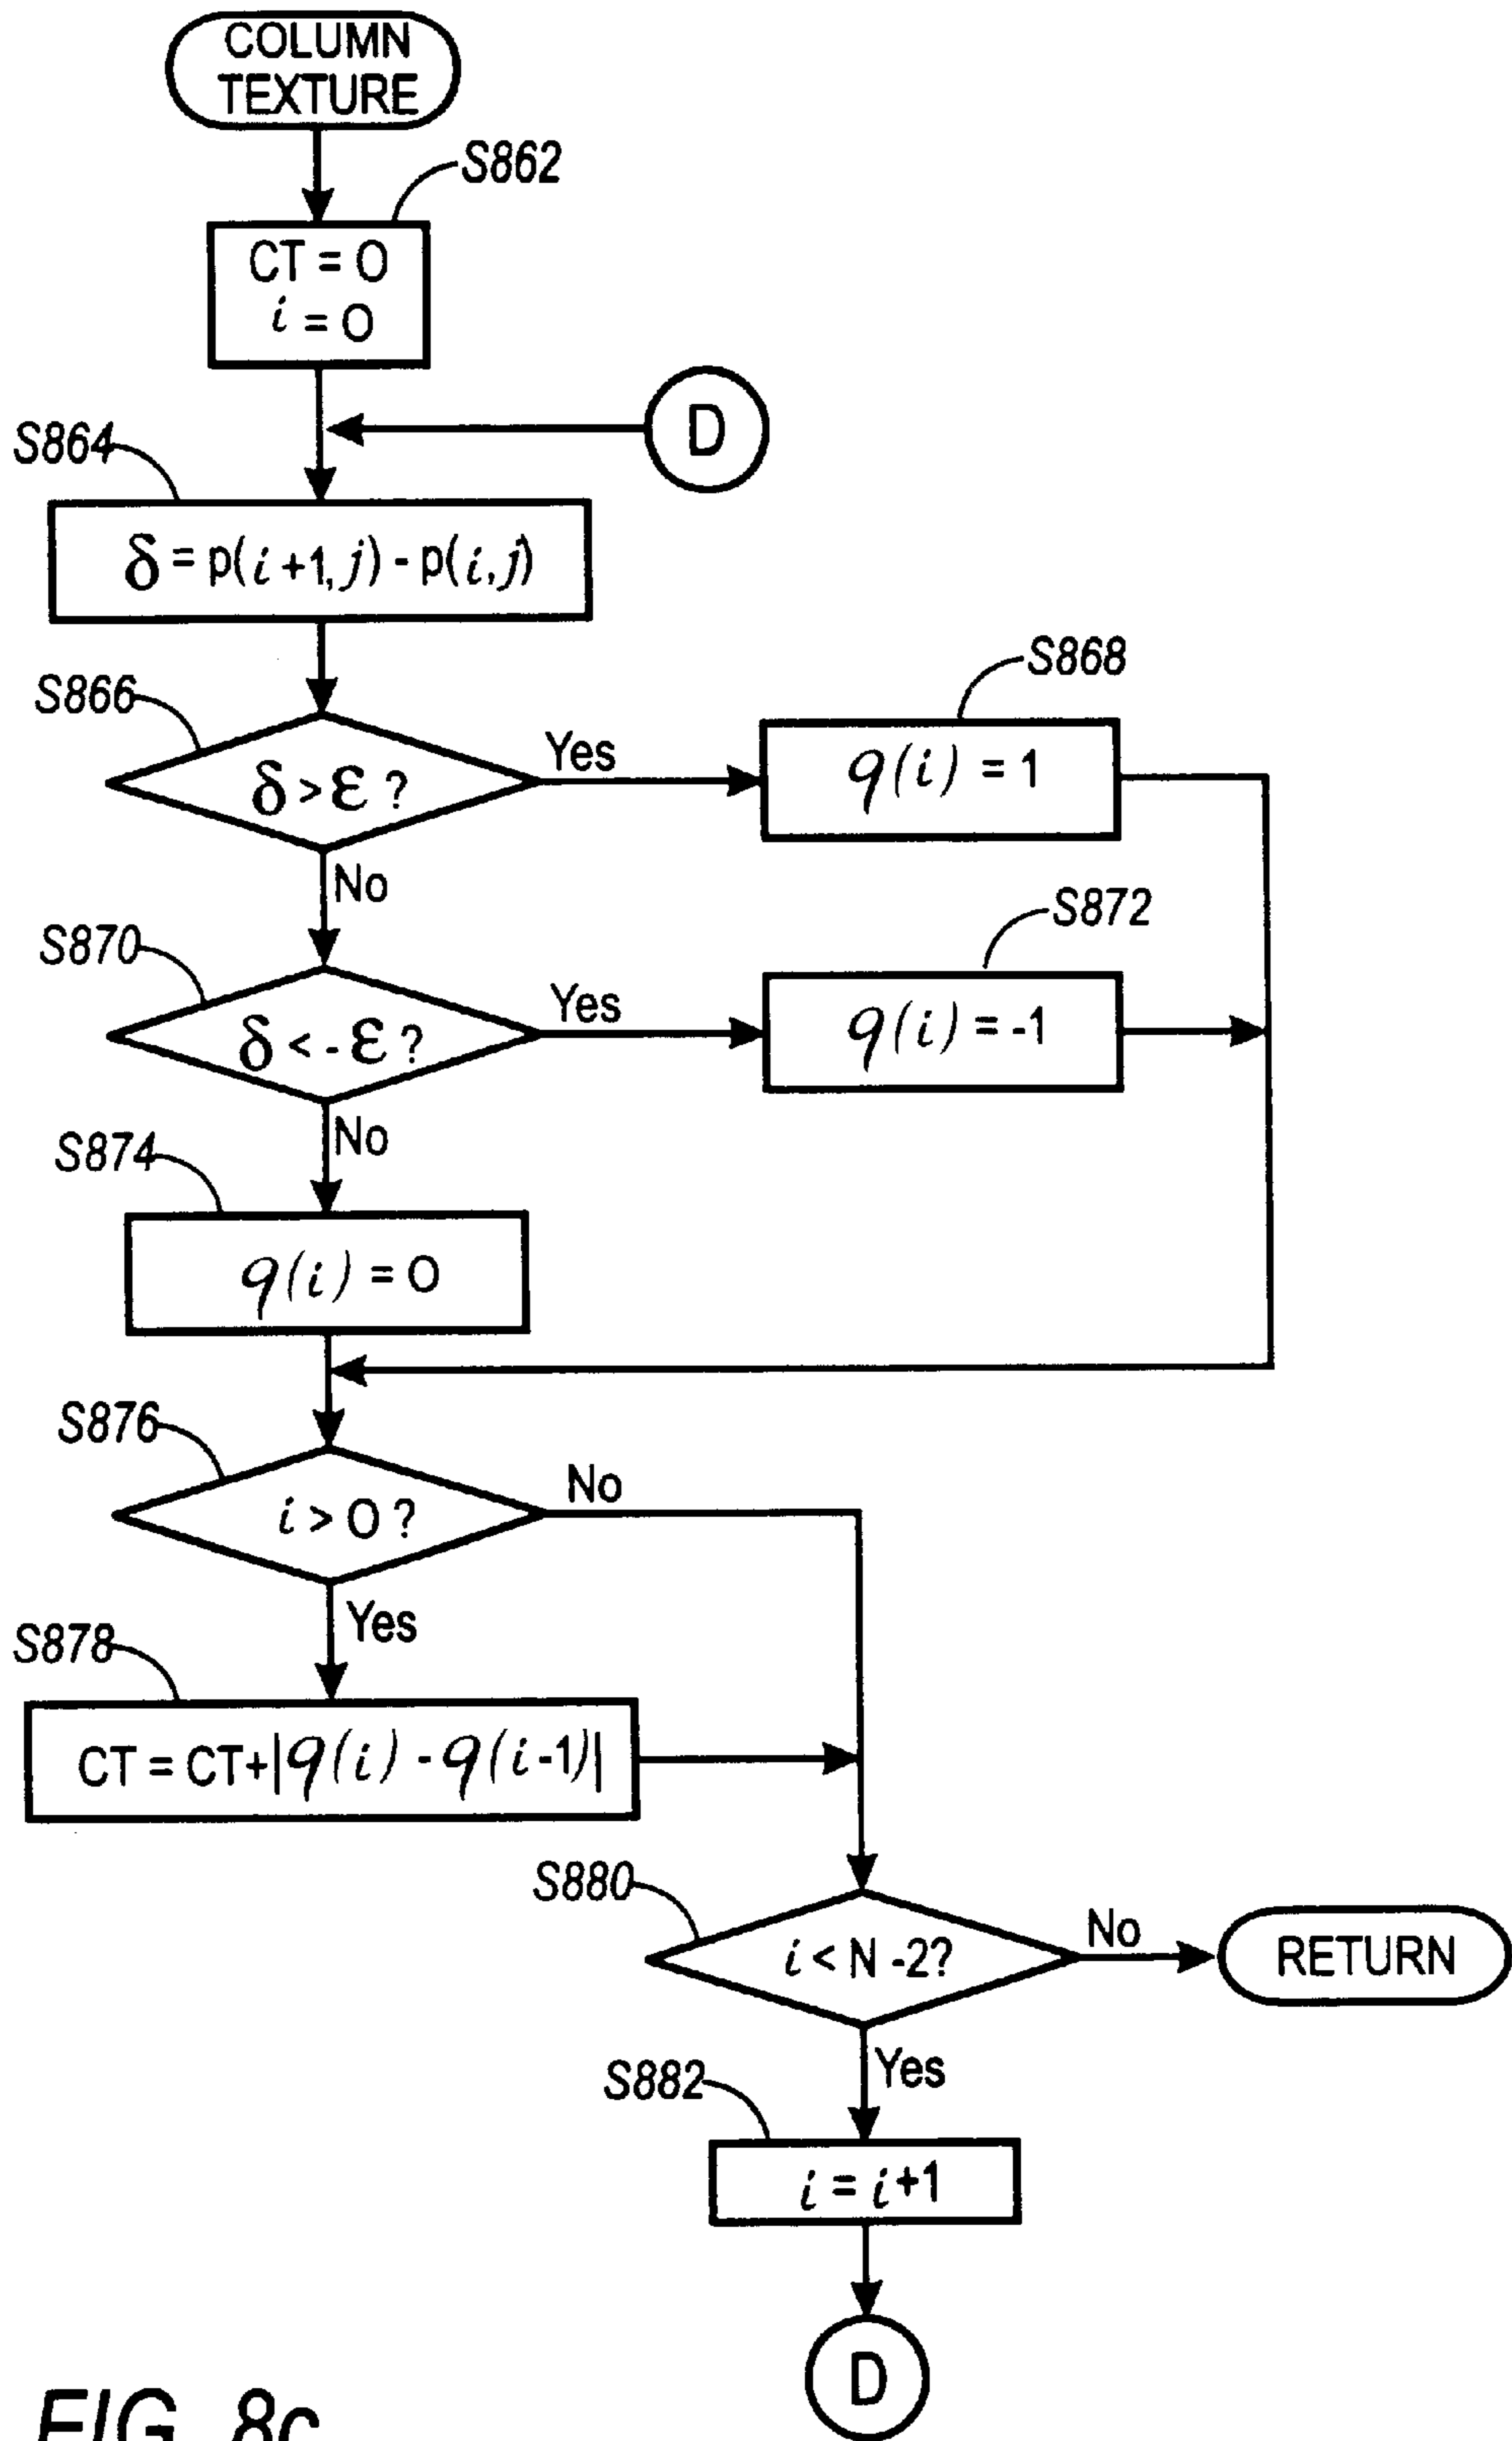 COLUMN
TEXTURE
S862
CT = 0
i = 0
D
S864
δ = p(i+1, j) - p(i, j)
S866
δ > ε ?
Yes
S868
q(i) = 1
No
S870
δ < - ε ?
Yes
S872
q(i) = -1
No
S874
q(i) = 0
S876
i > 0 ?
No
Yes
S878
CT = CT+|q(i) - q(i-1)|
S880
i < N -2?
No
RETURN
Yes
S882
i = i+1
D
FIG. 8c